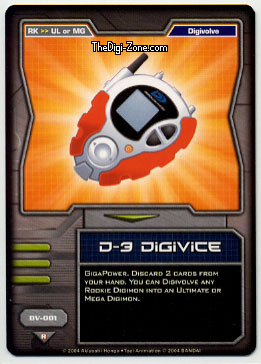 RK >> UL or MG Digivolve
TheDigi-Zone.com
D-3 DIGIVICE
GigaPower. Discard 2 cards from
your hand. You can Digivolve any
Rookie Digimon into an Ultimate or
Mega Digimon.
DV-001
R
© 2004 Akiyoshi Hongo • Toei Animation © 2004 BANDAI